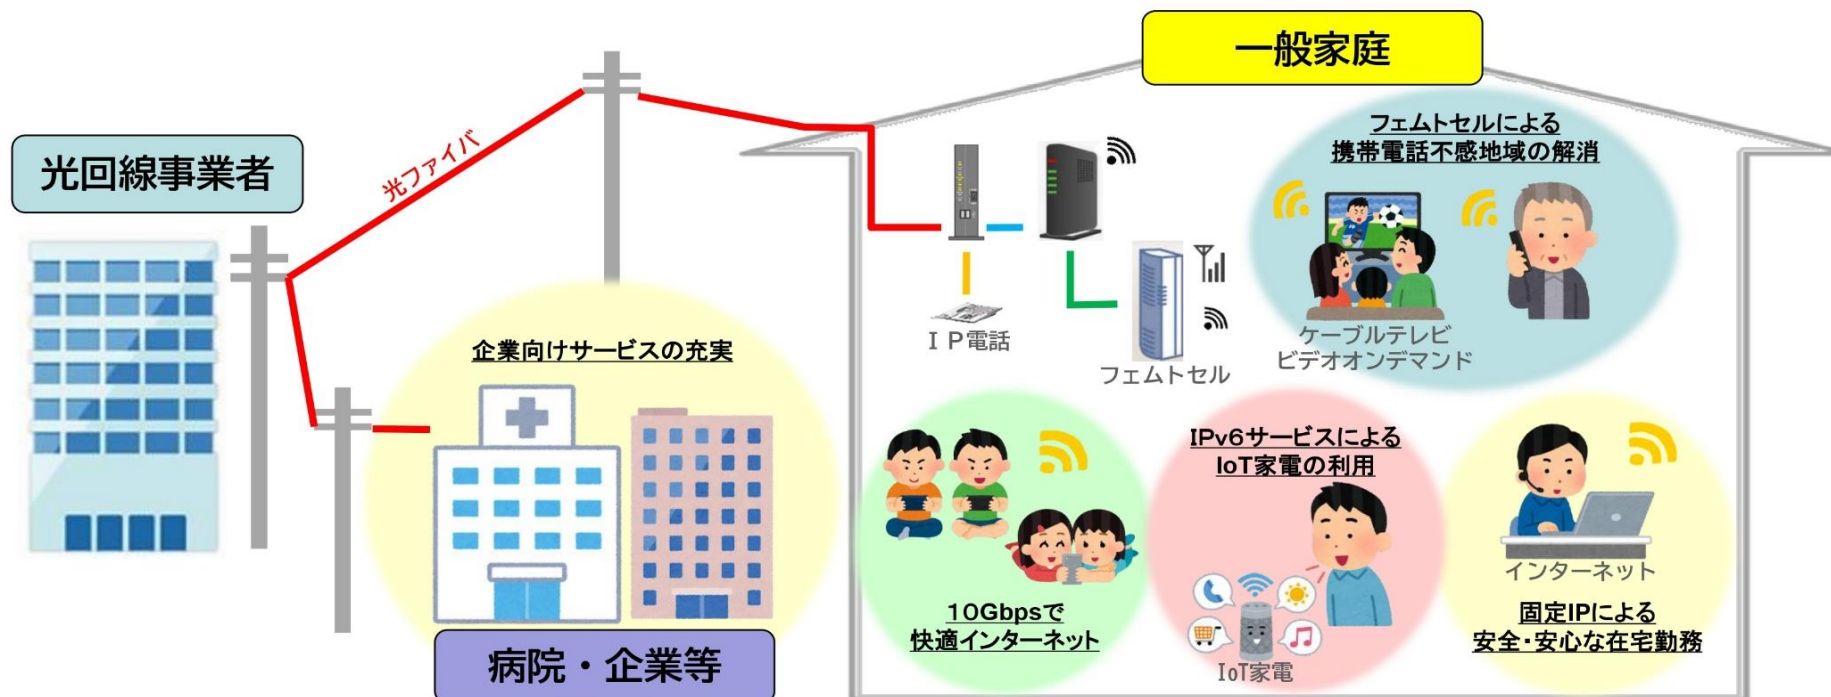 一般家庭
光回線事業者
光ファイバ
企業向けサービスの充実
病院・企業等
ＩＰ電話
フェムトセル
フェムトセルによる
携帯電話不感地域の解消
ケーブルテレビ
ビデオオンデマンド
10Gbpsで
快適インターネット
IPv6サービスによる
IoT家電の利用
IoT家電
インターネット
固定IPによる
安全・安心な在宅勤務